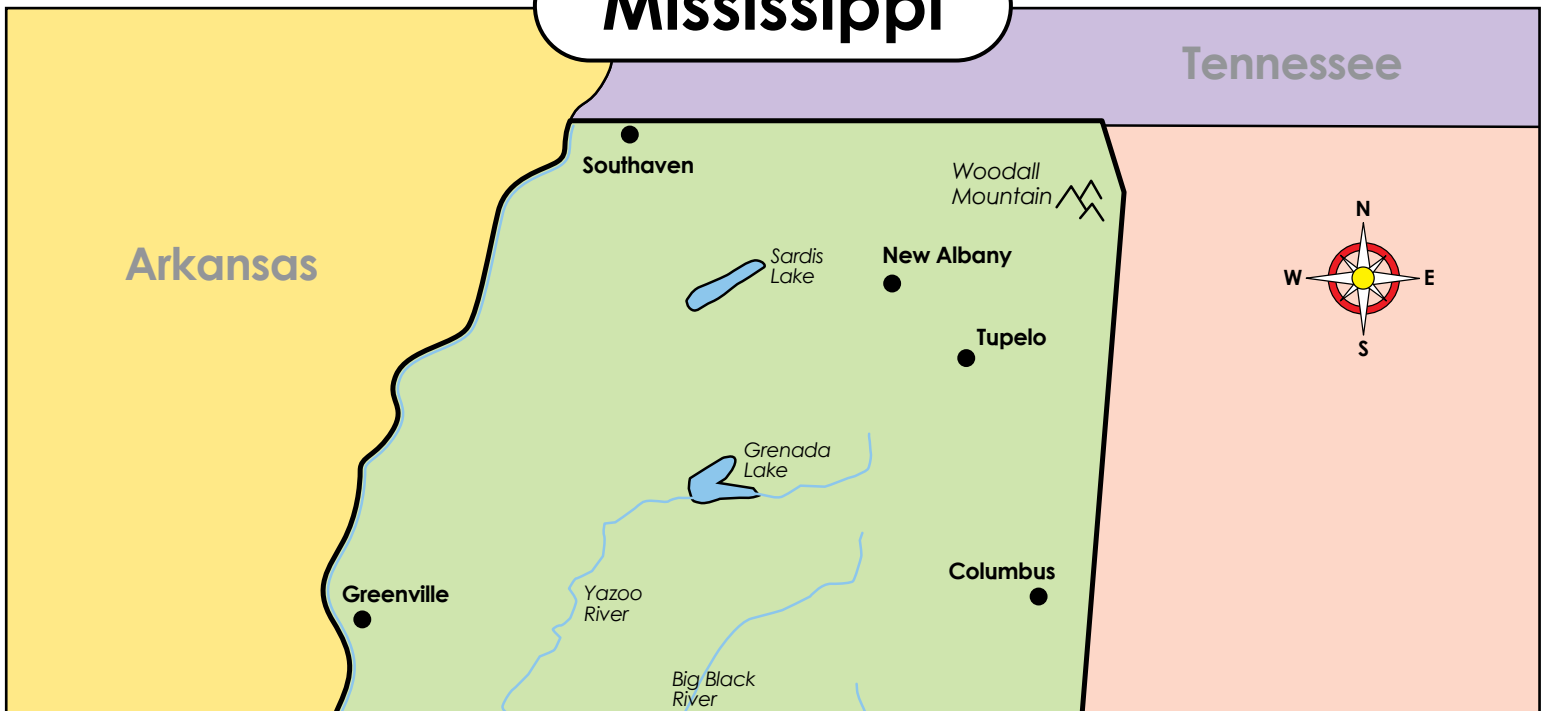 Mississippi
Tennessee
Southaven
Woodall
Mountain
N
Arkansas
Sardis
Lake
New Albany
W
E
Tupelo
S
Grenada
Lake
Columbus
Greenville
Yazoo
River
Big Black
River